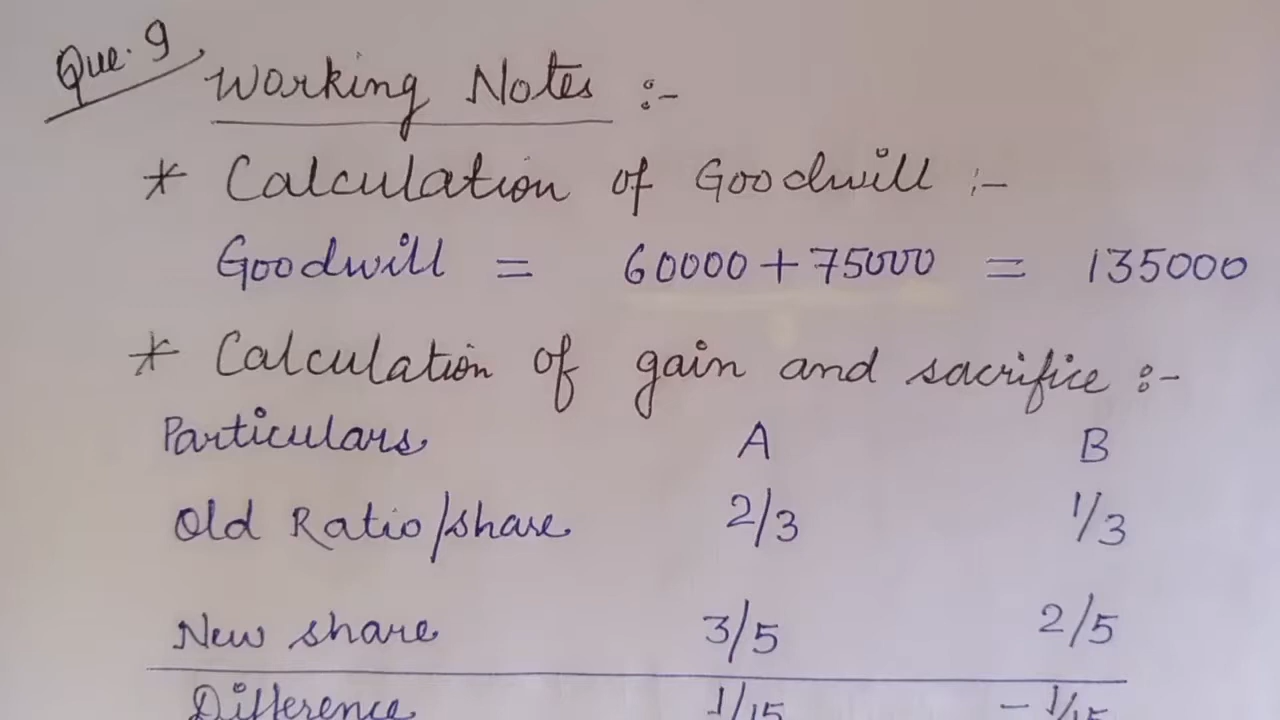 Que. 9
Working Notes :-
* Calculation of Goodwill :-
Goodwill = 60000 + 75000 = 135000
* Calculation of gain and sacrifice :-
Particulars A B
Old Ratio/share 2/3 1/3
New share 3/5 2/5
Difference 1/15 - 1/15